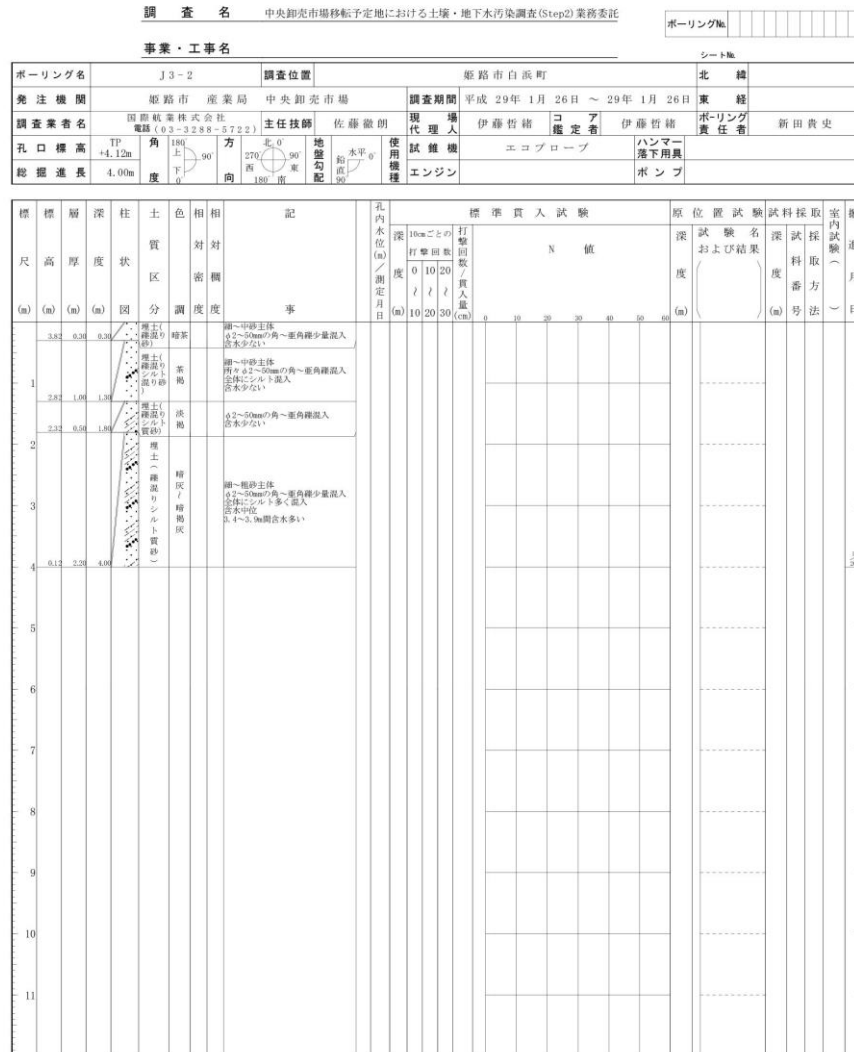 調査名 中央卸売市場移転予定地における土壌・地下水汚染調査(Step2)業務委託
ボーリング№
事業・工事名
シート№
ボーリング名 J3-2 調査位置 姫路市白浜町 北緯
発注機関 姫路市 産業局 中央卸売市場 調査期間 平成 29年 1月 26日 ～ 29年 1月 26日 東経
調査業者名 国際航業株式会社 電話(03-3288-5722) 主任技師 佐藤徹朗 現場代理人 伊藤哲緒 コア鑑定者 伊藤哲緒 ボーリング責任者 新田貴史
孔口標高 TP +4.12m 角度 180° 上 下 0° 90° 方向 北 0° 270° 90° 西 東 180° 南 地盤勾配 水平 0° 鉛直 90° 使用機種 試錐機 エコプローブ ハンマー落下用具
総掘進長 4.00m エンジン ポンプ
標尺(m) 標高(m) 層厚(m) 深度(m) 柱状図 土質区分 色調 相対密度 相対稠度 記事 孔内水位(m)/測定月日 標準貫入試験 原位置試験 試料採取 室内試験()
深度(m) 10cmごとの打撃回数 打撃回数/貫入量(cm) N値 深度(m) 試験名および結果 深度(m) 試料番号 採取方法
0 10 20
～ ～ ～
10 20 30
0 10 20 30 40 50 60
3.82 0.30 0.30 埋土(礫混り砂) 暗茶 細～中砂主体
φ2～50mmの角～亜角礫少量混入
含水少ない
1
2.82 1.00 1.30 埋土(礫混りシルト混り砂) 茶褐 細～中砂主体
所々φ2～50mmの角～亜角礫混入
全体にシルト混入
含水少ない
2.32 0.50 1.80 埋土(礫混りシルト質砂) 淡褐 φ2～50mmの角～亜角礫混入
含水少ない
2
3
0.12 2.20 4.00 埋土(礫混りシルト質砂) 暗灰～暗褐灰 細～粗砂主体
φ2～50mmの角～亜角礫少量混入
全体にシルト多く混入
含水中位
3.4～3.9m間含水多い
4
5
6
7
8
9
10
11